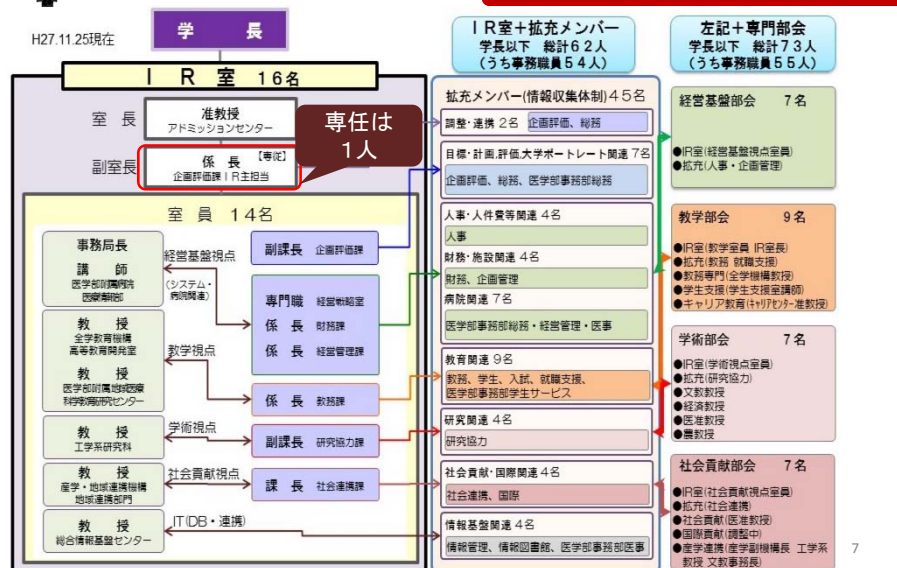 H27.11.25現在
学 長
IR室 16名
室 長
准教授
アドミッションセンター
副室長
係 長 【専従】
企画評価課IR主担当
専任は
1人
室 員 14名
事務局長
講 師
医学部附属病院
医療情報部
経営基盤視点
(システム・
病院関連)
副課長 企画評価課
専門職 経営戦略室
係 長 財務課
係 長 経営管理課
教 授
全学教育機構
高等教育開発室
教 授
医学部附属地域医療
科学教育研究センター
教学視点
係 長 教務課
教 授
工学系研究科
学術視点
副課長 研究協力課
教 授
産学・地域連携機構
地域連携部門
社会貢献視点
課 長 社会連携課
教 授
総合情報基盤センター
IT(DB・連携)
IR室+拡充メンバー
学長以下 総計62人
(うち事務職員54人)
拡充メンバー(情報収集体制)45名
調整・連携 2名 企画評価、総務
目標・計画,評価,大学ポートレート関連 7名
企画評価、総務、医学部事務部総務
人事・人件費等関連 4名
人事
財務・施設関連 4名
財務、企画管理
病院関連 7名
医学部事務部総務・経営管理・医事
教育関連 9名
教務、学生、入試、就職支援、
医学部事務部学生サービス
研究関連 4名
研究協力
社会貢献・国際関連 4名
社会連携、国際
情報基盤関連 4名
情報管理、情報図書館、医学部事務部医事
左記+専門部会
学長以下 総計73人
(うち事務職員55人)
経営基盤部会 7名
●IR室(経営基盤視点室員)
●拡充(人事・企画管理)
教学部会 9名
●IR室(教学室員 IR室長)
●拡充(教務 就職支援)
●教務専門(全学機構教授)
●学生支援(学生支援室講師)
●キャリア教育(キャリアセンター准教授)
学術部会 7名
●IR室(学術視点室員)
●拡充(研究協力)
●文教教授
●経済教授
●医准教授
●農教授
社会貢献部会 7名
●IR室(社会貢献視点室員)
●拡充(社会連携)
●社会貢献(医准教授)
●国際貢献(調整中)
●産学連携(産学副機構長 工学系
教授 文教事務長)
7